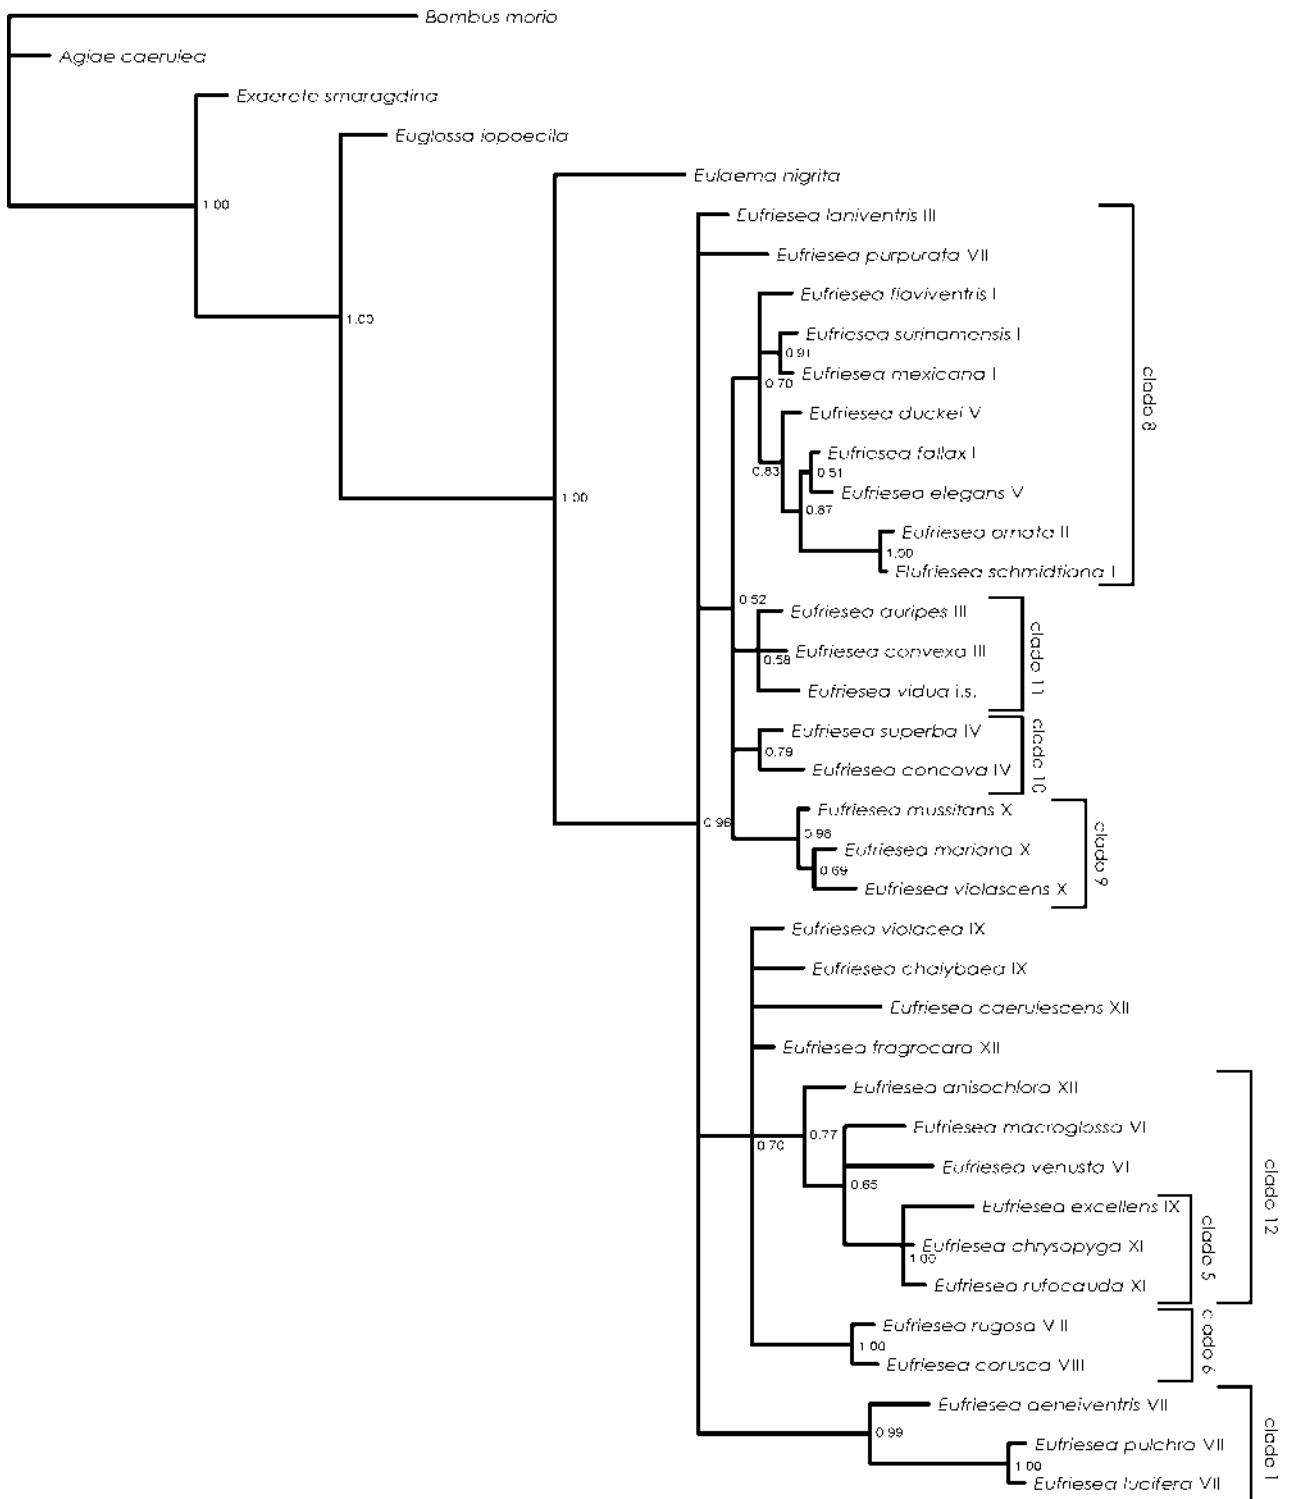 Bombus morio
Aglae caerulea
Exaerete smaragdina
Euglossa iopoecila
1.00
Eulaema nigrita
Eufriesea laniventris III
Eufriesea purpurata VII
1.00
Eufriesea flaviventris I
Eufriesea surinamensis I
0.91
Eufriesea mexicana I
0.70
clado 8
Eufriesea duckei V
Eufriesea fallax I
0.83
0.51
1.00
Eufriesea elegans V
0.87
Eufriesea ornata II
1.00
Eufriesea schmidtiana I
0.52
Eufriesea auripes III
Eufriesea convexa III
0.58
clado 11
Eufriesea vidua i.s.
Eufriesea superba IV
0.79
clado 10
Eufriesea concava IV
Eufriesea mussitans X
0.96
0.98
Eufriesea mariana X
clado 9
0.69
Eufriesea violascens X
Eufriesea violacea IX
Eufriesea chalybaea IX
Eufriesea caerulescens XII
Eufriesea fragrocara XII
Eufriesea anisochlora XII
Eufriesea macroglossa VI
0.77
0.70
Eufriesea venusta VI
0.65
clado 12
Eufriesea excellens IX
Eufriesea chrysopyga XI
1.00
clado 5
Eufriesea rufocauda XI
Eufriesea rugosa VII
1.00
clado 6
Eufriesea corusca VIII
Eufriesea aeneiventris VII
0.99
Eufriesea pulchra VII
clado 1
1.00
Eufriesea lucifera VII